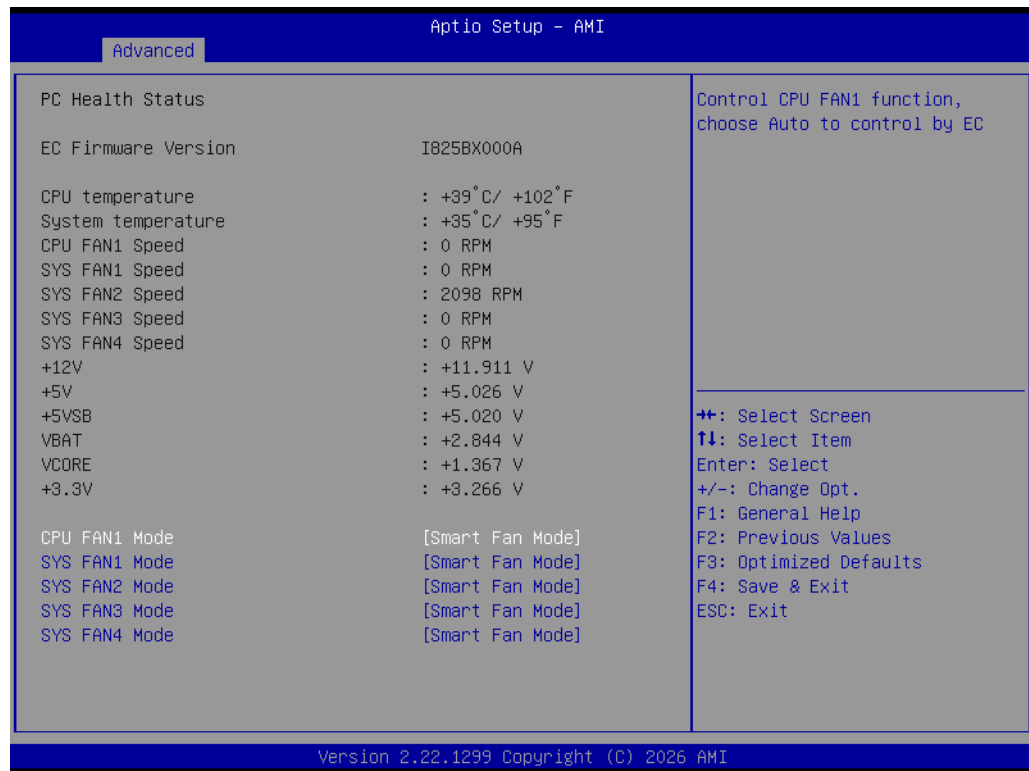 Aptio Setup – AMI
Advanced
PC Health Status
EC Firmware Version I825BX000A
CPU temperature : +39°C/ +102°F
System temperature : +35°C/ +95°F
CPU FAN1 Speed : 0 RPM
SYS FAN1 Speed : 0 RPM
SYS FAN2 Speed : 2098 RPM
SYS FAN3 Speed : 0 RPM
SYS FAN4 Speed : 0 RPM
+12V : +11.911 V
+5V : +5.026 V
+5VSB : +5.020 V
VBAT : +2.844 V
VCORE : +1.367 V
+3.3V : +3.266 V
CPU FAN1 Mode [Smart Fan Mode]
SYS FAN1 Mode [Smart Fan Mode]
SYS FAN2 Mode [Smart Fan Mode]
SYS FAN3 Mode [Smart Fan Mode]
SYS FAN4 Mode [Smart Fan Mode]
Control CPU FAN1 function,
choose Auto to control by EC
→←: Select Screen
↑↓: Select Item
Enter: Select
+/-: Change Opt.
F1: General Help
F2: Previous Values
F3: Optimized Defaults
F4: Save & Exit
ESC: Exit
Version 2.22.1299 Copyright (C) 2026 AMI